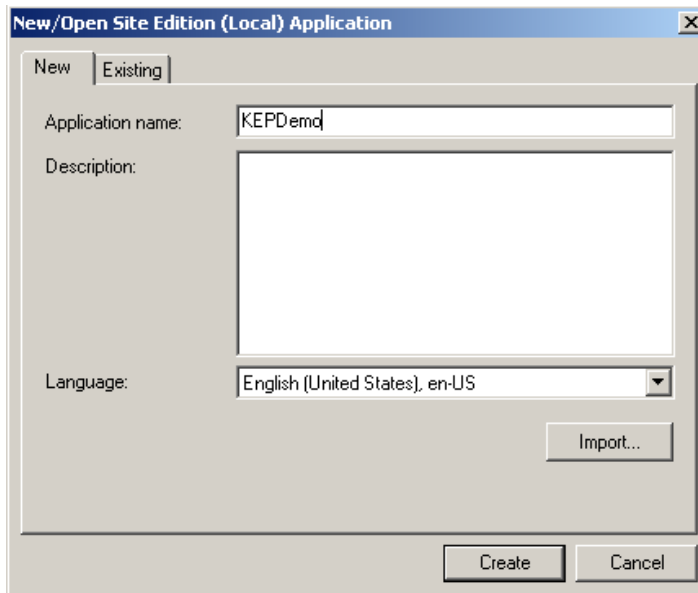 New/Open Site Edition (Local) Application
New
Existing
Application name:
KEPDemo
Description:
Language:
English (United States), en-US
Import...
Create
Cancel